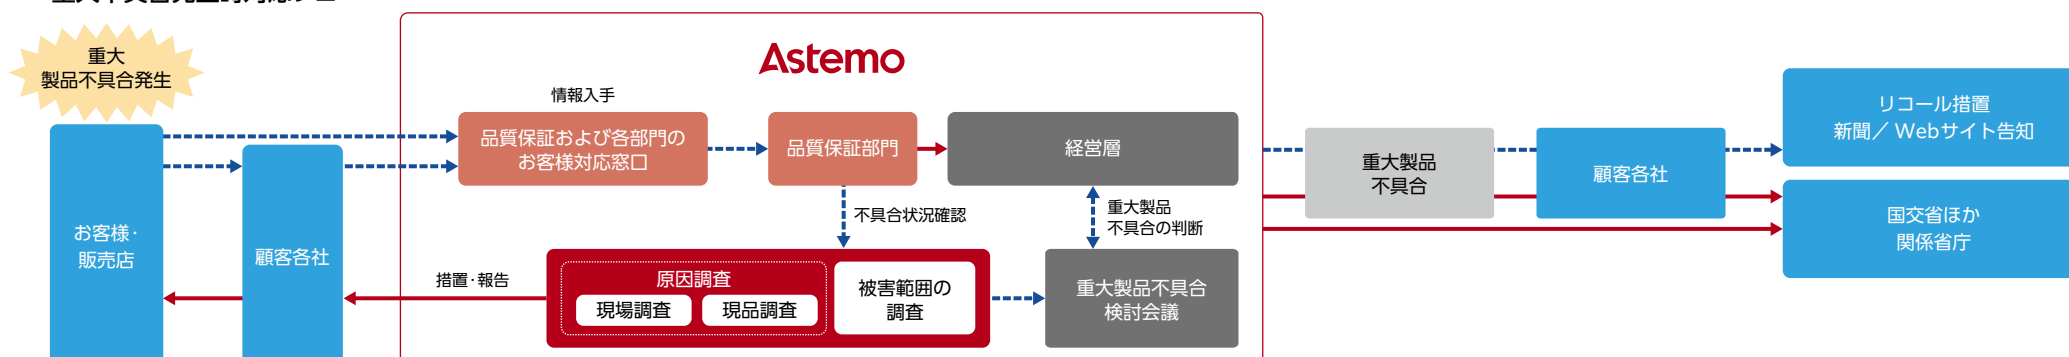 重大
製品不具合発生
お客様・
販売店
顧客各社
Astemo
情報入手
品質保証および各部門の
お客様対応窓口
品質保証部門
経営層
不具合状況確認
重大製品
不具合の判断
措置・報告
原因調査
現場調査
現品調査
被害範囲の
調査
重大製品不具合
検討会議
重大製品
不具合
顧客各社
リコール措置
新聞／Webサイト告知
国交省ほか
関係省庁